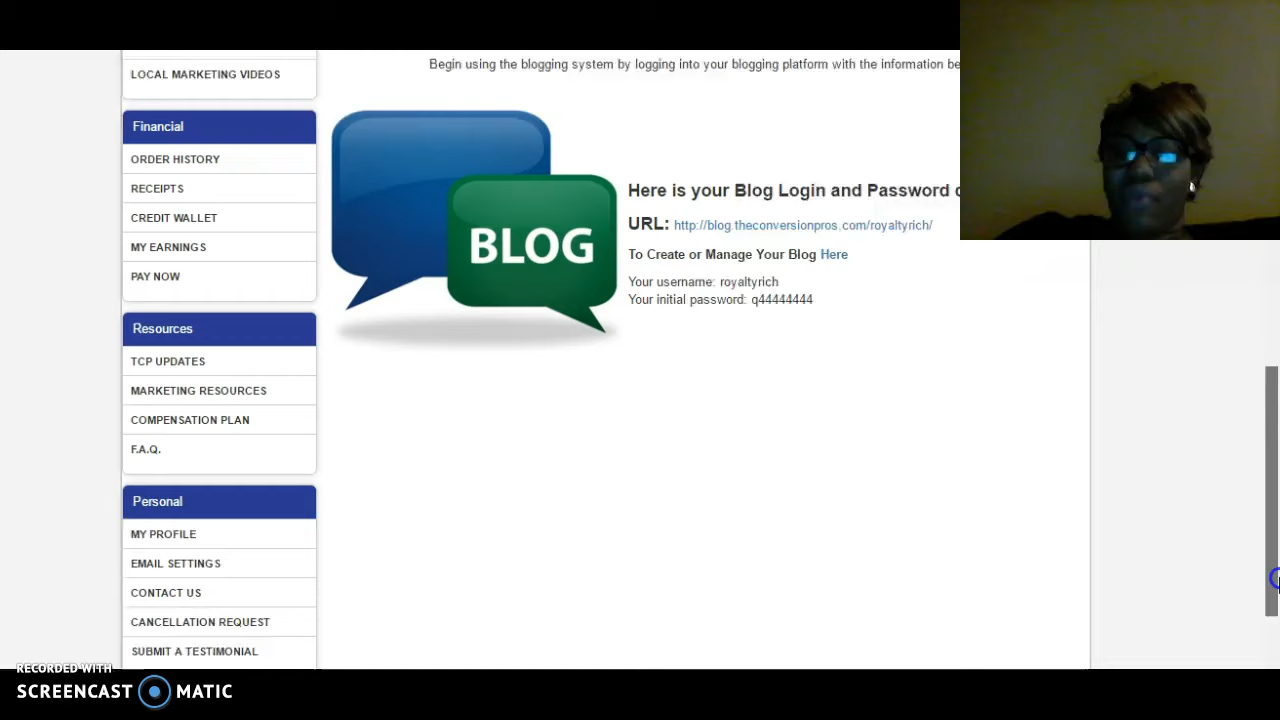 LOCAL MARKETING VIDEOS
Financial
ORDER HISTORY
RECEIPTS
CREDIT WALLET
MY EARNINGS
PAY NOW
Resources
TCP UPDATES
MARKETING RESOURCES
COMPENSATION PLAN
F.A.Q.
Personal
MY PROFILE
EMAIL SETTINGS
CONTACT US
CANCELLATION REQUEST
SUBMIT A TESTIMONIAL
Begin using the blogging system by logging into your blogging platform with the information be
BLOG
Here is your Blog Login and Password
URL: http://blog.theconversionpros.com/royaltyrich/
To Create or Manage Your Blog Here
Your username: royaltyrich
Your initial password: q44444444
RECORDED WITH
SCREENCAST MATIC